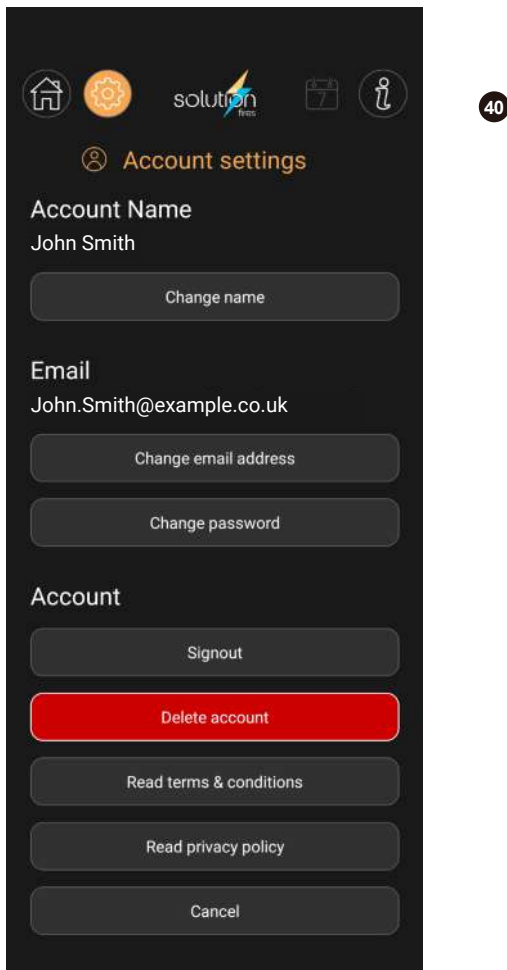 solution
fires
7
i
40
Account settings
Account Name
John Smith
Change name
Email
John.Smith@example.co.uk
Change email address
Change password
Account
Signout
Delete account
Read terms & conditions
Read privacy policy
Cancel